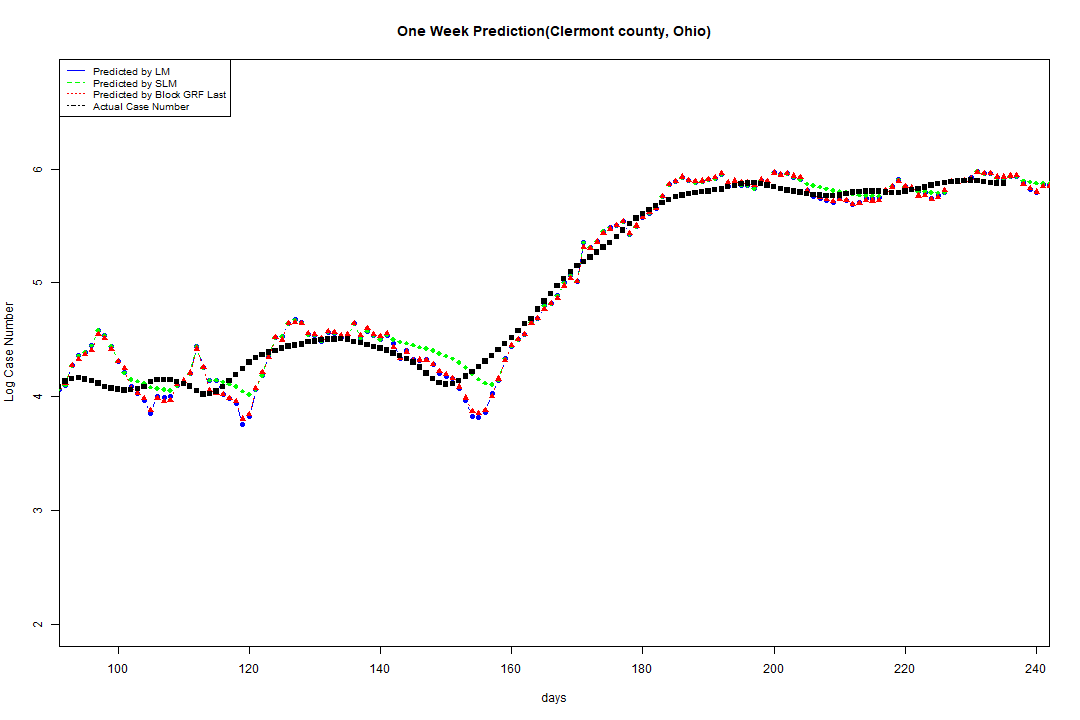 One Week Prediction(Clermont county, Ohio)
Predicted by LM
Predicted by SLM
Predicted by Block GRF Last
Actual Case Number
Log Case Number
6
5
4
3
2
100 120 140 160 180 200 220 240
days